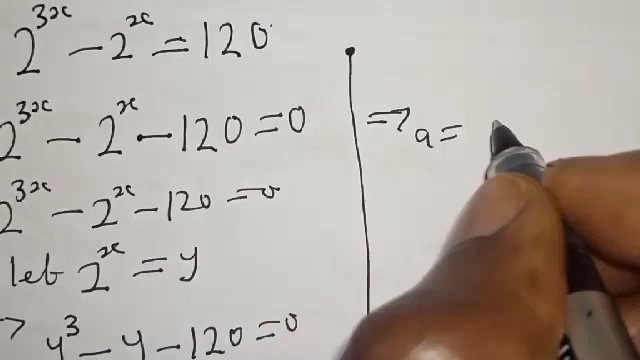 2^{3x} - 2^x = 120
2^{3x} - 2^x - 120 = 0
2^{3x} - 2^x - 120 = 0
let 2^x = y
=> y^3 - y - 120 = 0
=> a =